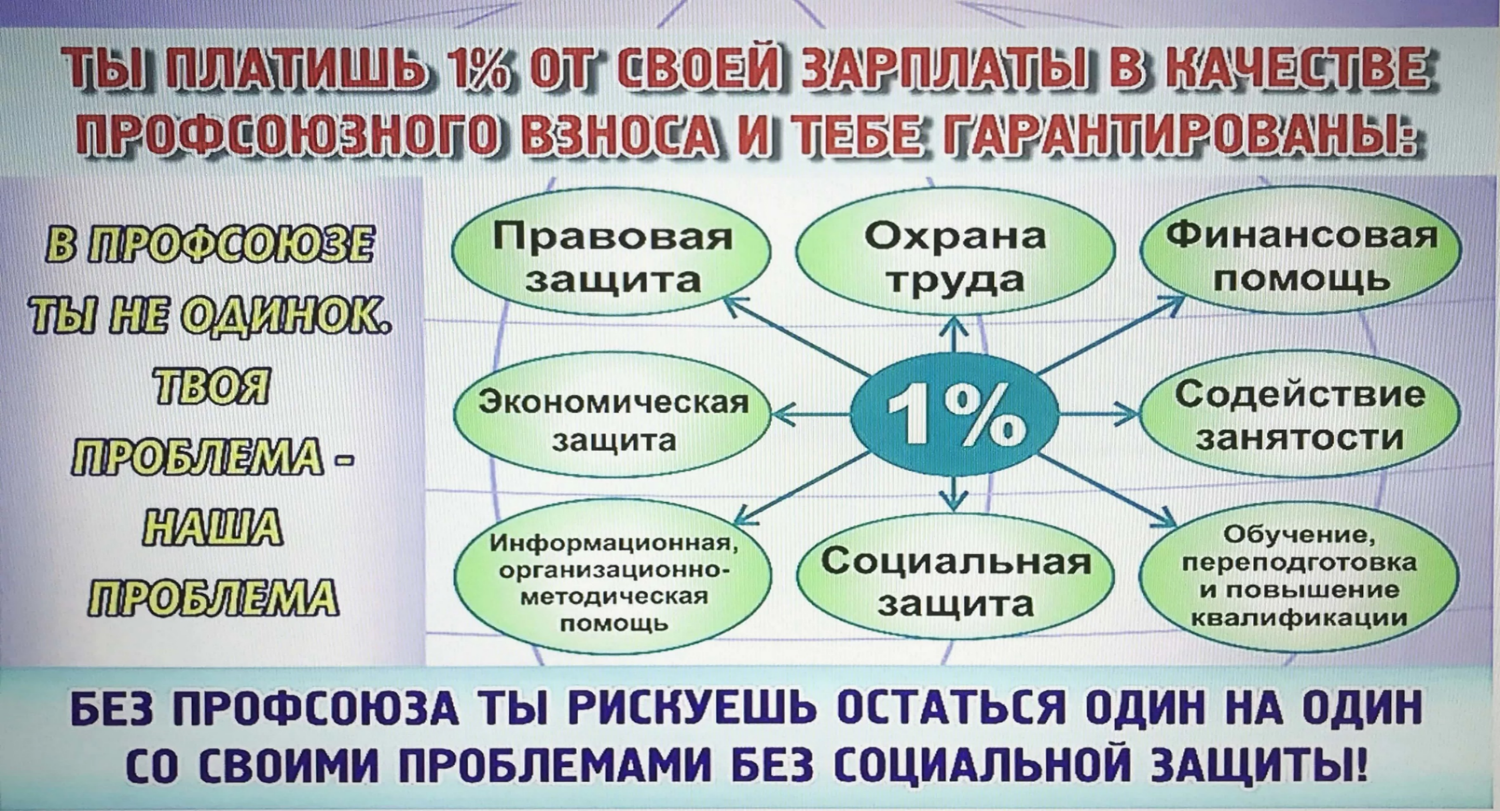 ТЫ ПЛАТИШЬ 1% ОТ СВОЕЙ ЗАРПЛАТЫ В КАЧЕСТВЕ
ПРОФСОЮЗНОГО ВЗНОСА И ТЕБЕ ГАРАНТИРОВАНЫ:
В ПРОФСОЮЗЕ
ТЫ НЕ ОДИНОК.
ТВОЯ
ПРОБЛЕМА -
НАША
ПРОБЛЕМА
Правовая
защита
Охрана
труда
Финансовая
помощь
Экономическая
защита
1%
Содействие
занятости
Информационная,
организационно-
методическая
помощь
Социальная
защита
Обучение,
переподготовка
и повышение
квалификации
БЕЗ ПРОФСОЮЗА ТЫ РИСКУЕШЬ ОСТАТЬСЯ ОДИН НА ОДИН
СО СВОИМИ ПРОБЛЕМАМИ БЕЗ СОЦИАЛЬНОЙ ЗАЩИТЫ!